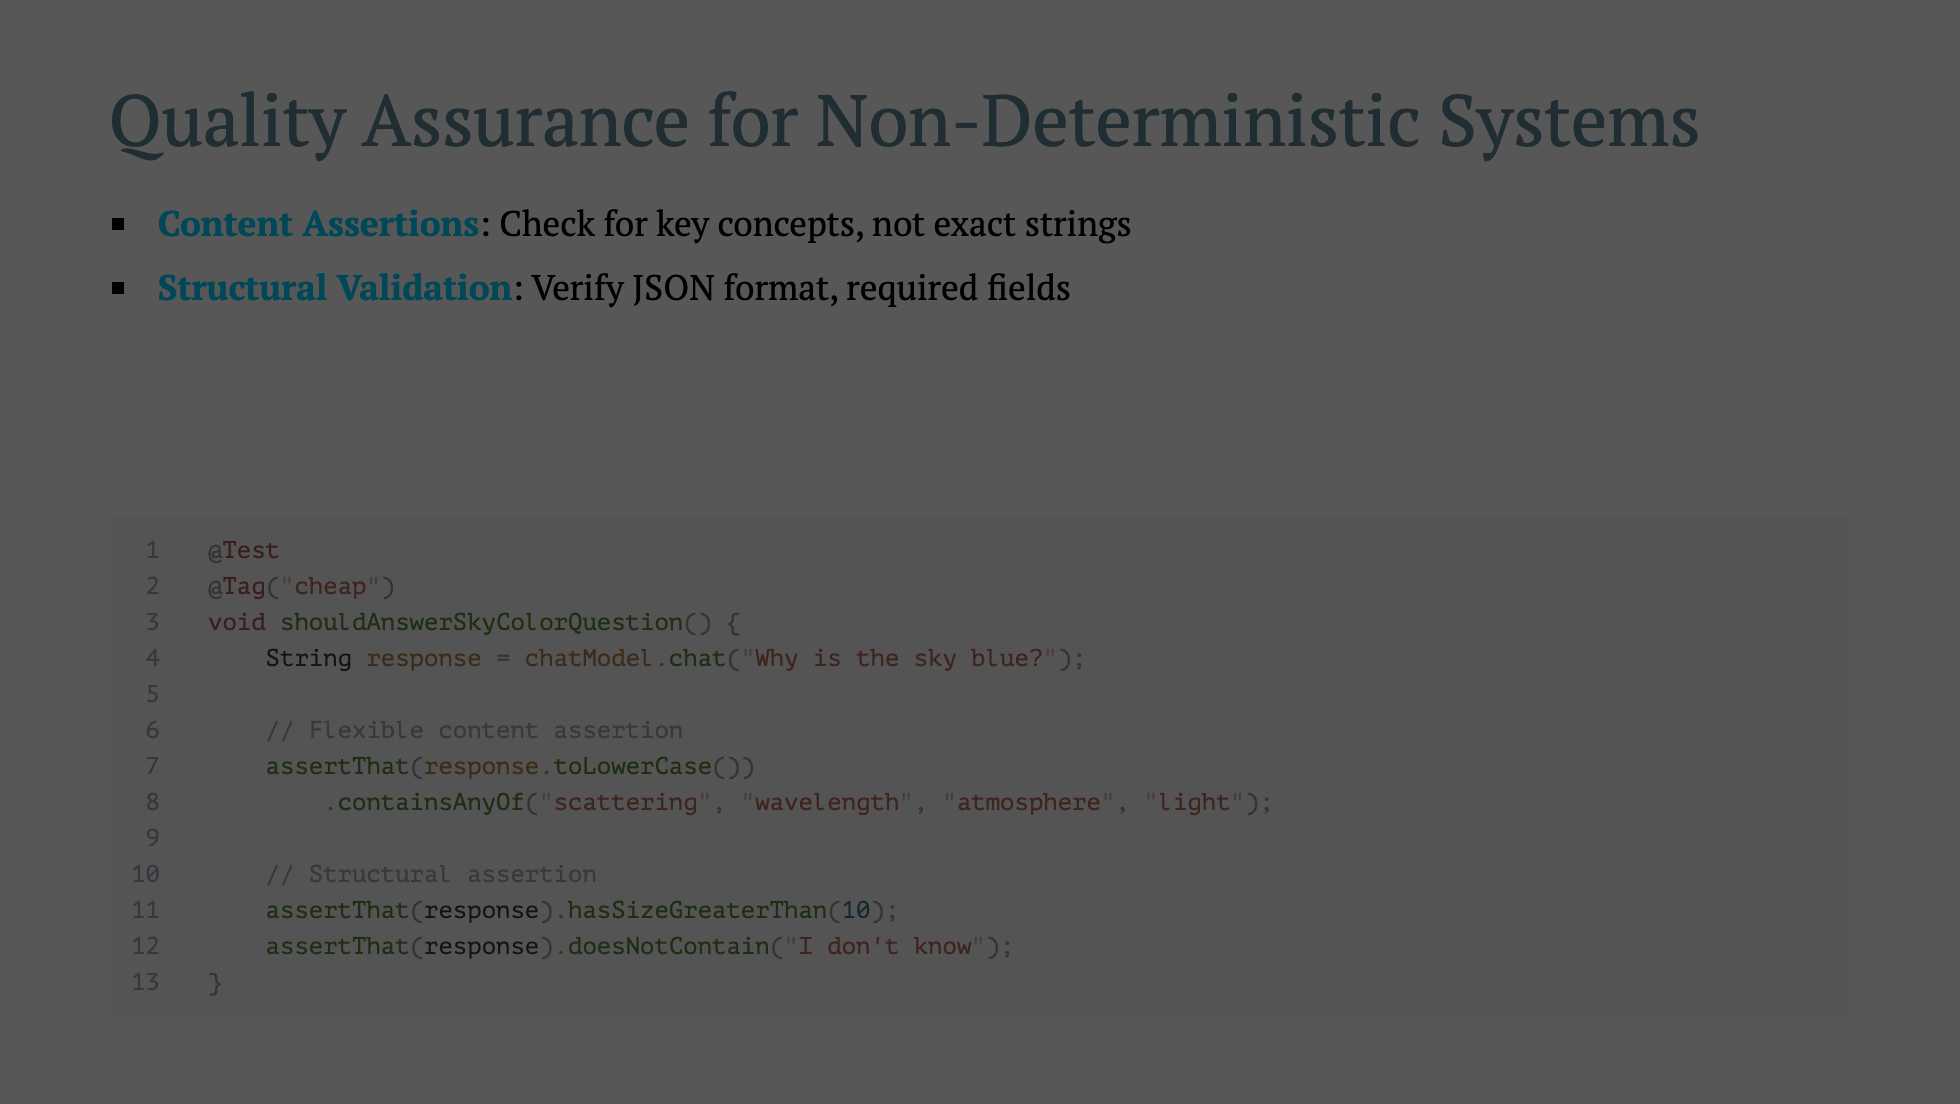 Quality Assurance for Non-Deterministic Systems
▪ Content Assertions: Check for key concepts, not exact strings
▪ Structural Validation: Verify JSON format, required fields
1 @Test
2 @Tag("cheap")
3 void shouldAnswerSkyColorQuestion() {
4     String response = chatModel.chat("Why is the sky blue?");
5
6     // Flexible content assertion
7     assertThat(response.toLowerCase())
8         .containsAnyOf("scattering", "wavelength", "atmosphere", "light");
9
10     // Structural assertion
11     assertThat(response).hasSizeGreaterThan(10);
12     assertThat(response).doesNotContain("I don't know");
13 }